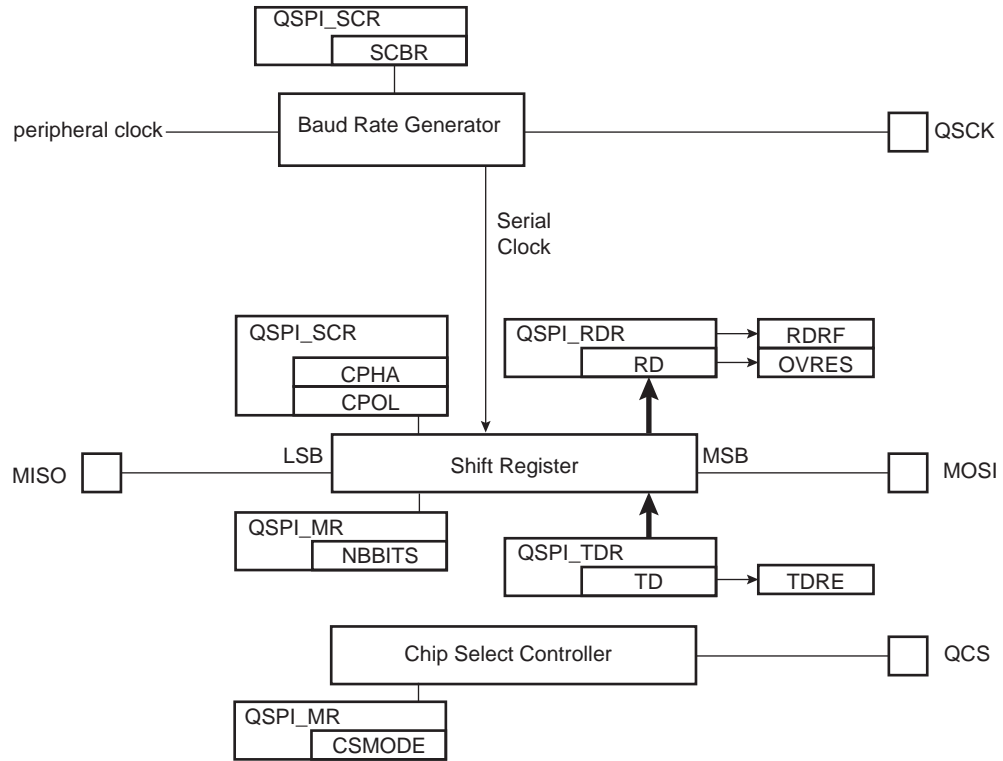 QSPI_SCR
SCBR
peripheral clock
Baud Rate Generator
QSCK
Serial
Clock
QSPI_SCR
CPHA
CPOL
QSPI_RDR
RD
RDRF
OVRES
MISO
LSB
Shift Register
MSB
MOSI
QSPI_MR
NBBITS
QSPI_TDR
TD
TDRE
Chip Select Controller
QCS
QSPI_MR
CSMODE